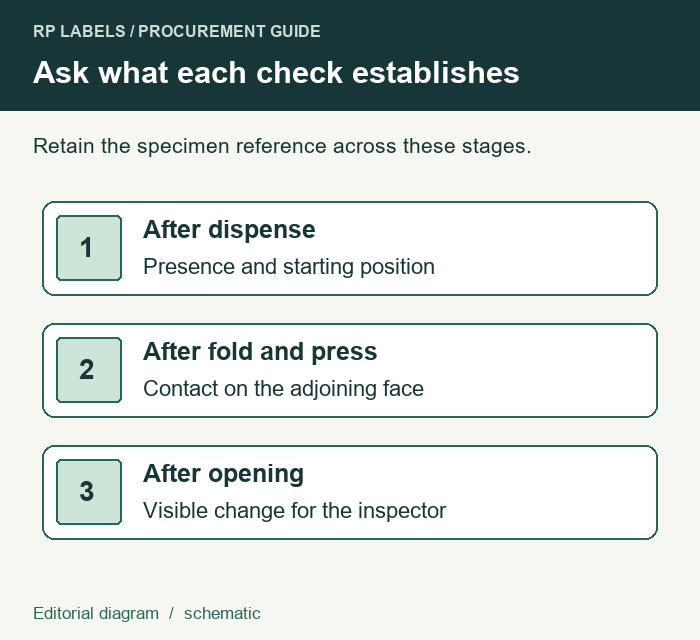 RP LABELS / PROCUREMENT GUIDE
Ask what each check establishes
Retain the specimen reference across these stages.
1
After dispense
Presence and starting position
2
After fold and press
Contact on the adjoining face
3
After opening
Visible change for the inspector
Editorial diagram / schematic